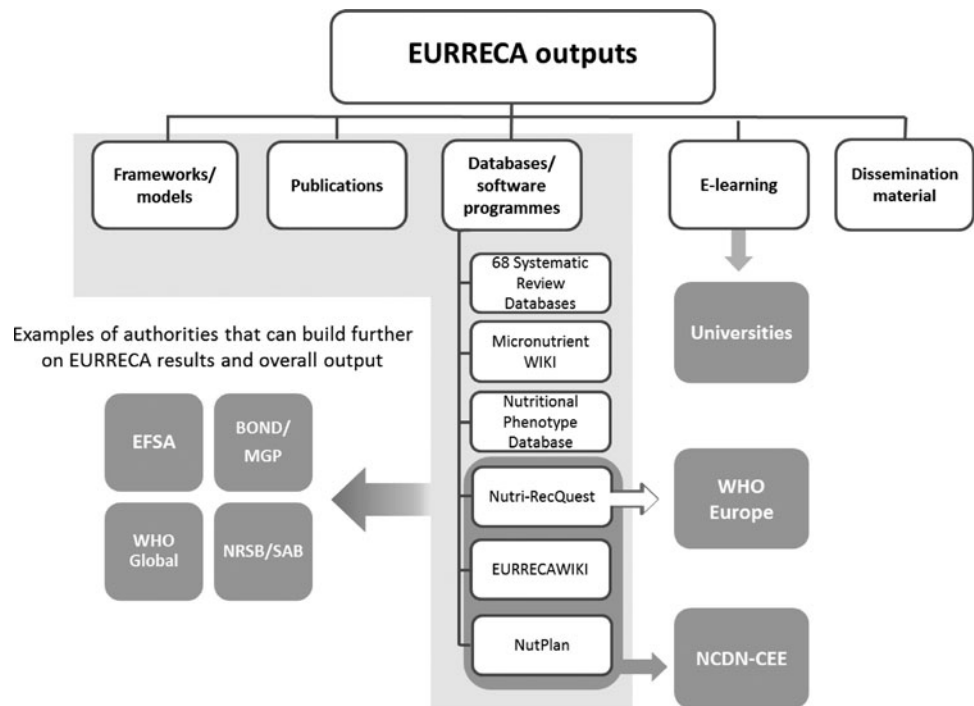 EURRECA outputs
Frameworks/
models
Publications
Databases/
software
programmes
E-learning
Dissemination
material
68 Systematic
Review
Databases
Micronutrient
WIKI
Nutritional
Phenotype
Database
Nutri-RecQuest
EURRECAWIKI
NutPlan
Universities
WHO
Europe
NCDN-CEE
Examples of authorities that can build further
on EURRECA results and overall output
EFSA
BOND/
MGP
WHO
Global
NRSB/SAB